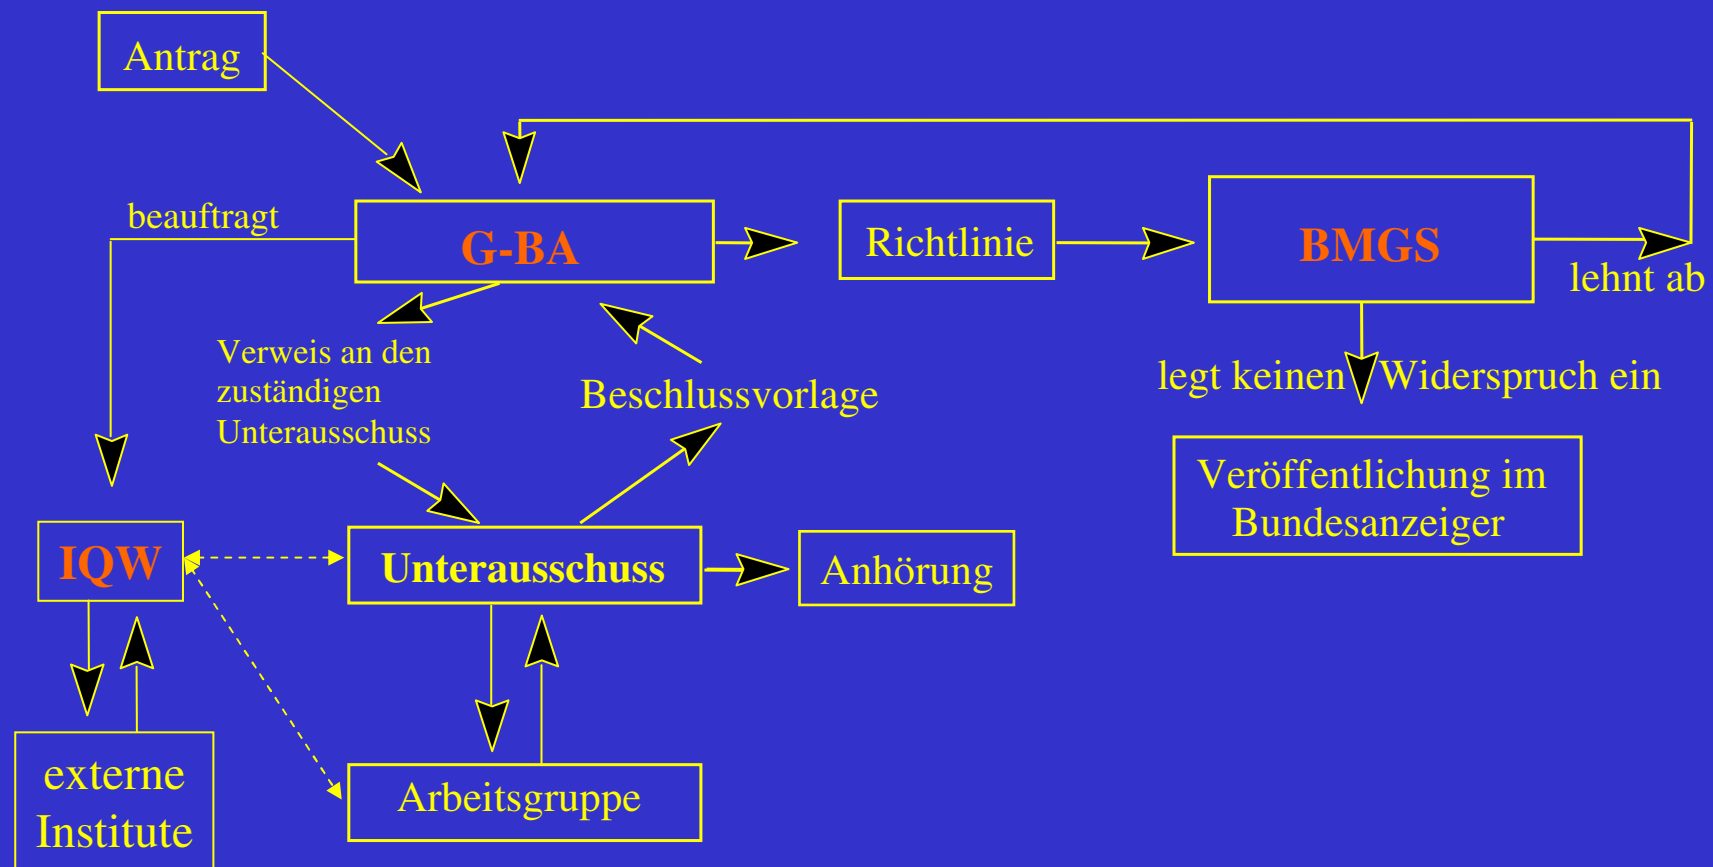 Antrag
beauftragt
G-BA
Richtlinie
BMGS
lehnt ab
Verweis an den
zuständigen
Unterausschuss
Beschlussvorlage
legt keinen Widerspruch ein
Veröffentlichung im
Bundesanzeiger
IQW
Unterausschuss
Anhörung
externe
Institute
Arbeitsgruppe